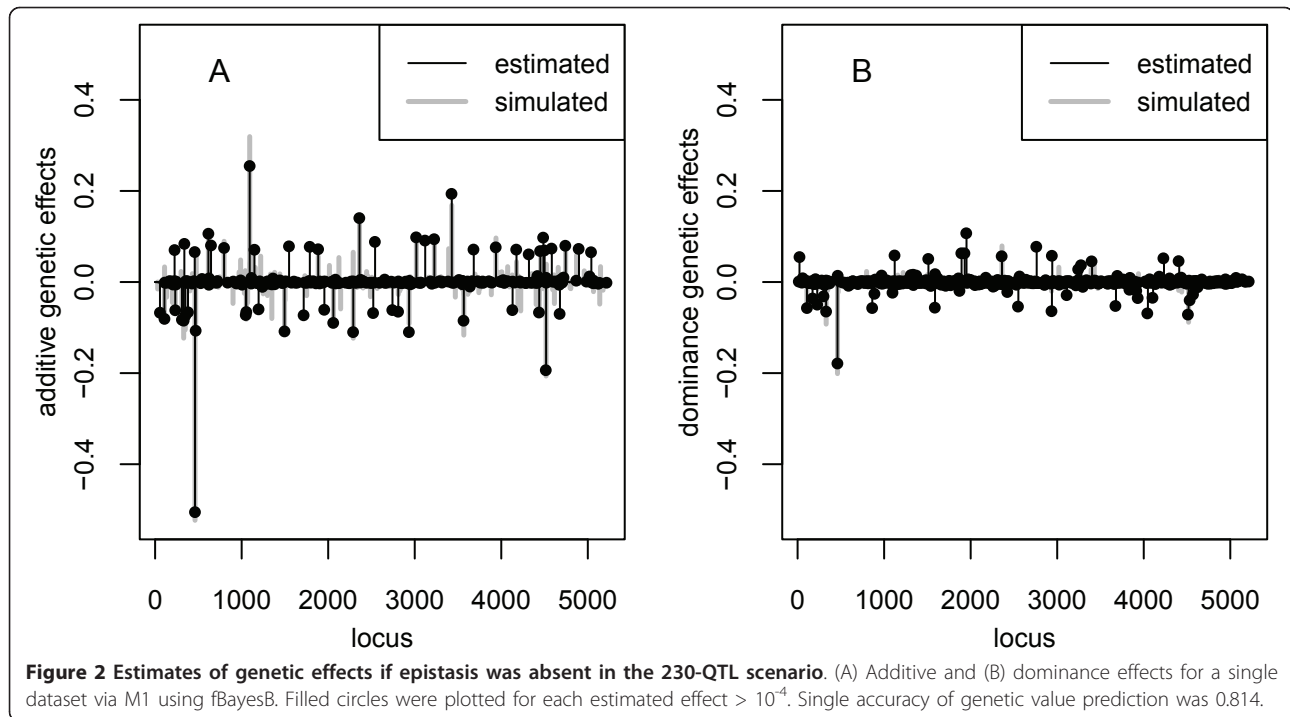 A
estimated
simulated
additive genetic effects
0.4
0.2
0.0
−0.2
−0.4
0 1000 2000 3000 4000 5000
locus
B
estimated
simulated
dominance genetic effects
0.4
0.2
0.0
−0.2
−0.4
0 1000 2000 3000 4000 5000
locus
Figure 2 Estimates of genetic effects if epistasis was absent in the 230-QTL scenario. (A) Additive and (B) dominance effects for a single
dataset via M1 using fBayesB. Filled circles were plotted for each estimated effect > 10⁻⁴. Single accuracy of genetic value prediction was 0.814.